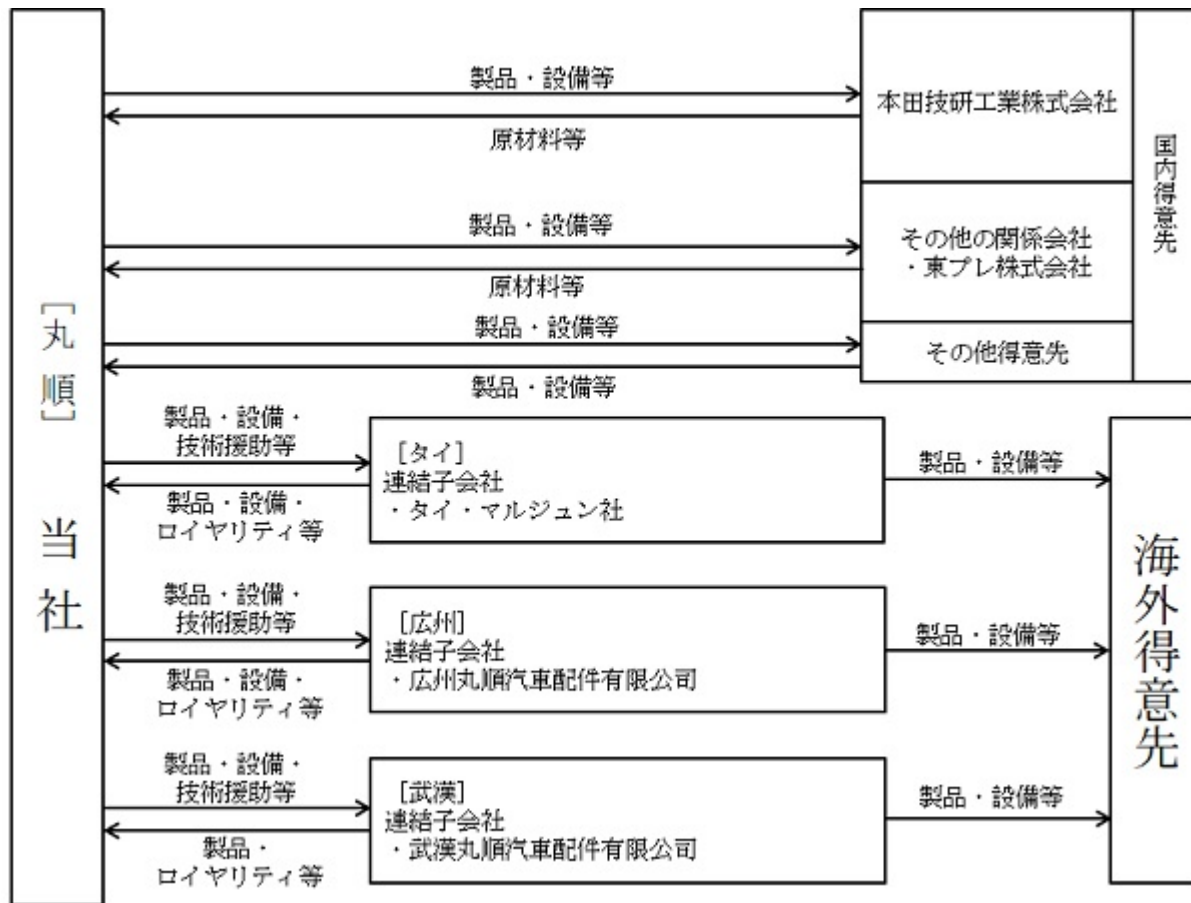 ［丸順］
当社
製品・設備等
原材料等
本田技研工業株式会社
製品・設備等
原材料等
その他の関係会社
・東プレ株式会社
製品・設備等
製品・設備等
その他得意先
国内得意先
製品・設備・
技術援助等
製品・設備・
ロイヤリティ等
［タイ］
連結子会社
・タイ・マルジュン社
製品・設備等
製品・設備・
技術援助等
製品・設備・
ロイヤリティ等
［広州］
連結子会社
・広州丸順汽車配件有限公司
製品・設備等
製品・設備・
技術援助等
製品・
ロイヤリティ等
［武漢］
連結子会社
・武漢丸順汽車配件有限公司
製品・設備等
海外得意先